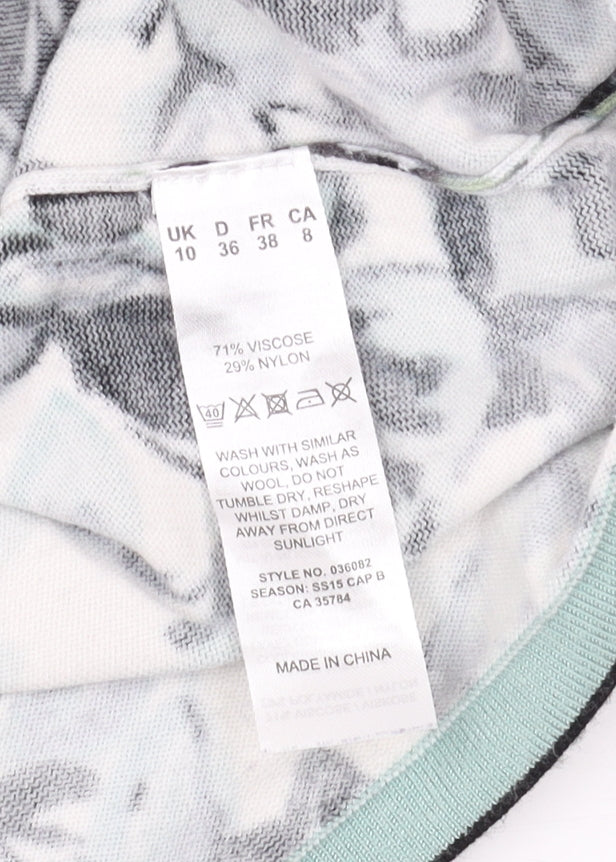 UK D FR CA
10 36 38 8
71% VISCOSE
29% NYLON
40
WASH WITH SIMILAR
COLOURS, WASH AS
WOOL, DO NOT
TUMBLE DRY, RESHAPE
WHILST DAMP, DRY
AWAY FROM DIRECT
SUNLIGHT
STYLE NO. 036082
SEASON: SS15 CAP B
CA 35784
MADE IN CHINA